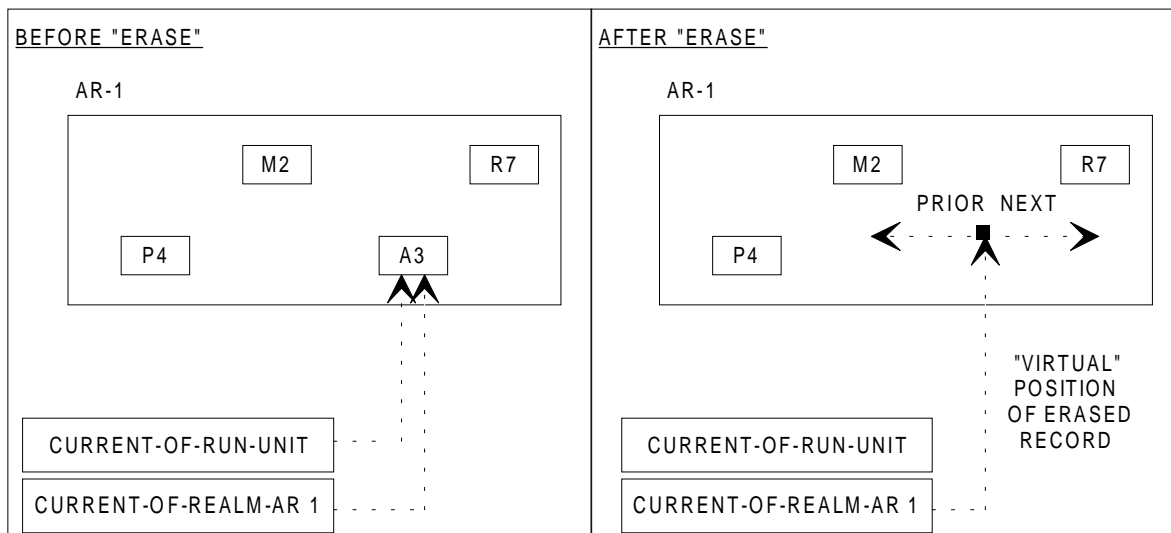 BEFORE "ERASE"
AR-1
M2
R7
P4
A3
CURRENT-OF-RUN-UNIT
CURRENT-OF-REALM-AR 1
AFTER "ERASE"
AR-1
M2
R7
PRIOR NEXT
P4
"VIRTUAL"
POSITION
OF ERASED
RECORD
CURRENT-OF-RUN-UNIT
CURRENT-OF-REALM-AR 1